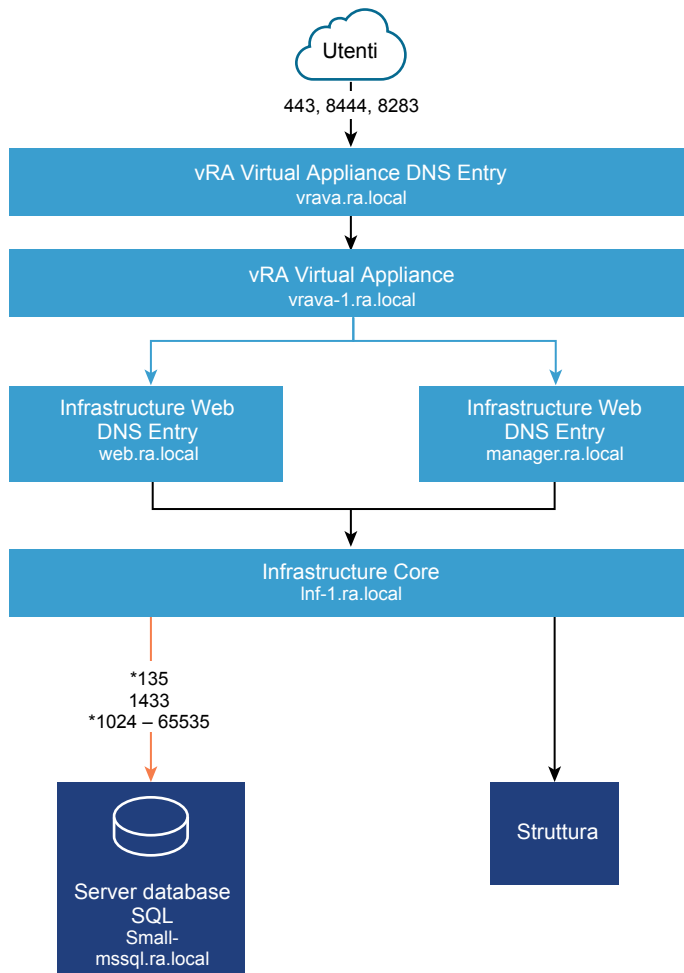 Utenti
443, 8444, 8283
vRA Virtual Appliance DNS Entry
vrava.ra.local
vRA Virtual Appliance
vrava-1.ra.local
Infrastructure Web
DNS Entry
web.ra.local
Infrastructure Web
DNS Entry
manager.ra.local
Infrastructure Core
Inf-1.ra.local
*135
1433
*1024 – 65535
Server database
SQL
Small-
mssql.ra.local
Struttura